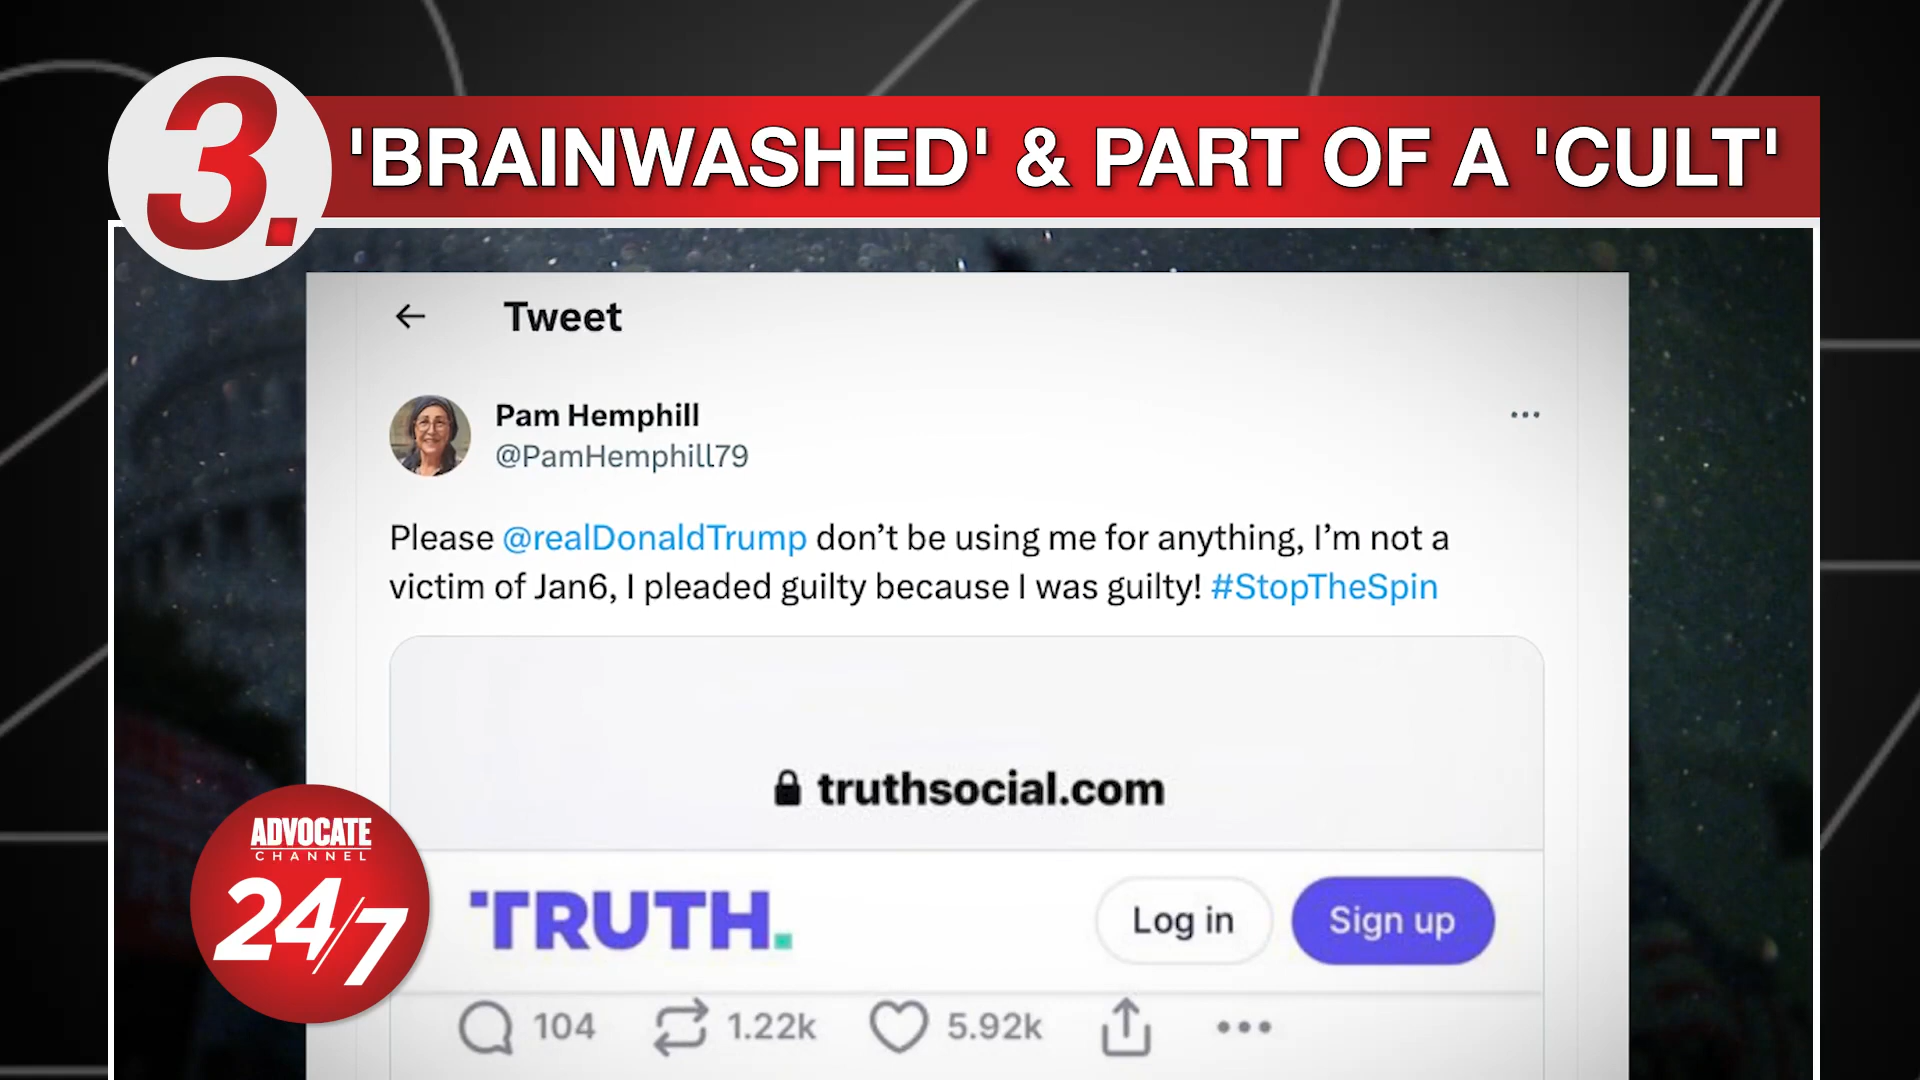 3.
'BRAINWASHED' & PART OF A 'CULT'
Tweet
Pam Hemphill
@PamHemphill79
Please @realDonaldTrump don’t be using me for anything, I’m not a
victim of Jan6, I pleaded guilty because I was guilty! #StopTheSpin
truthsocial.com
TRUTH.
Log in
Sign up
104
1.22k
5.92k
ADVOCATE
CHANNEL
24/7